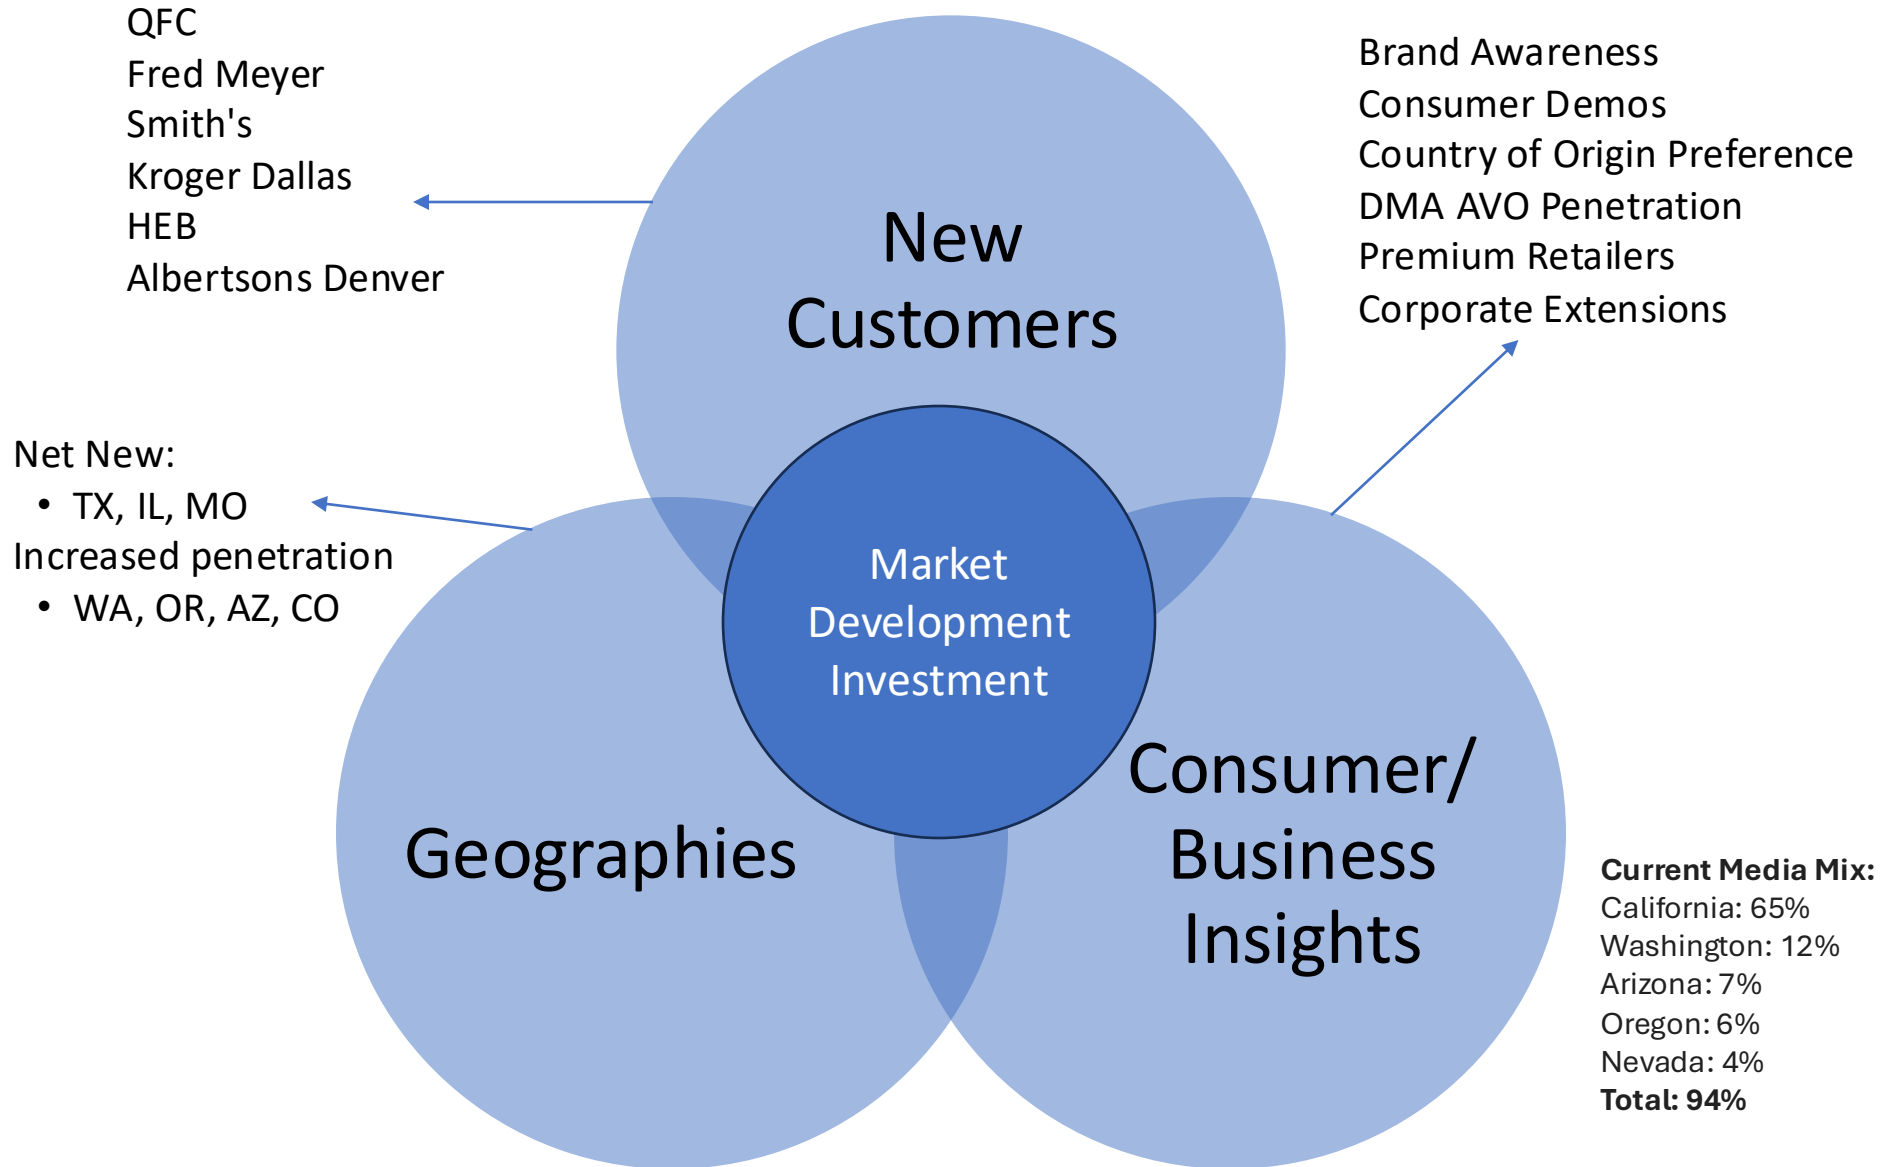 QFC
Fred Meyer
Smith's
Kroger Dallas
HEB
Albertsons Denver
Brand Awareness
Consumer Demos
Country of Origin Preference
DMA AVO Penetration
Premium Retailers
Corporate Extensions
New
Customers
Net New:
• TX, IL, MO
Increased penetration
• WA, OR, AZ, CO
Market
Development
Investment
Geographies
Consumer/
Business
Insights
Current Media Mix:
California: 65%
Washington: 12%
Arizona: 7%
Oregon: 6%
Nevada: 4%
Total: 94%